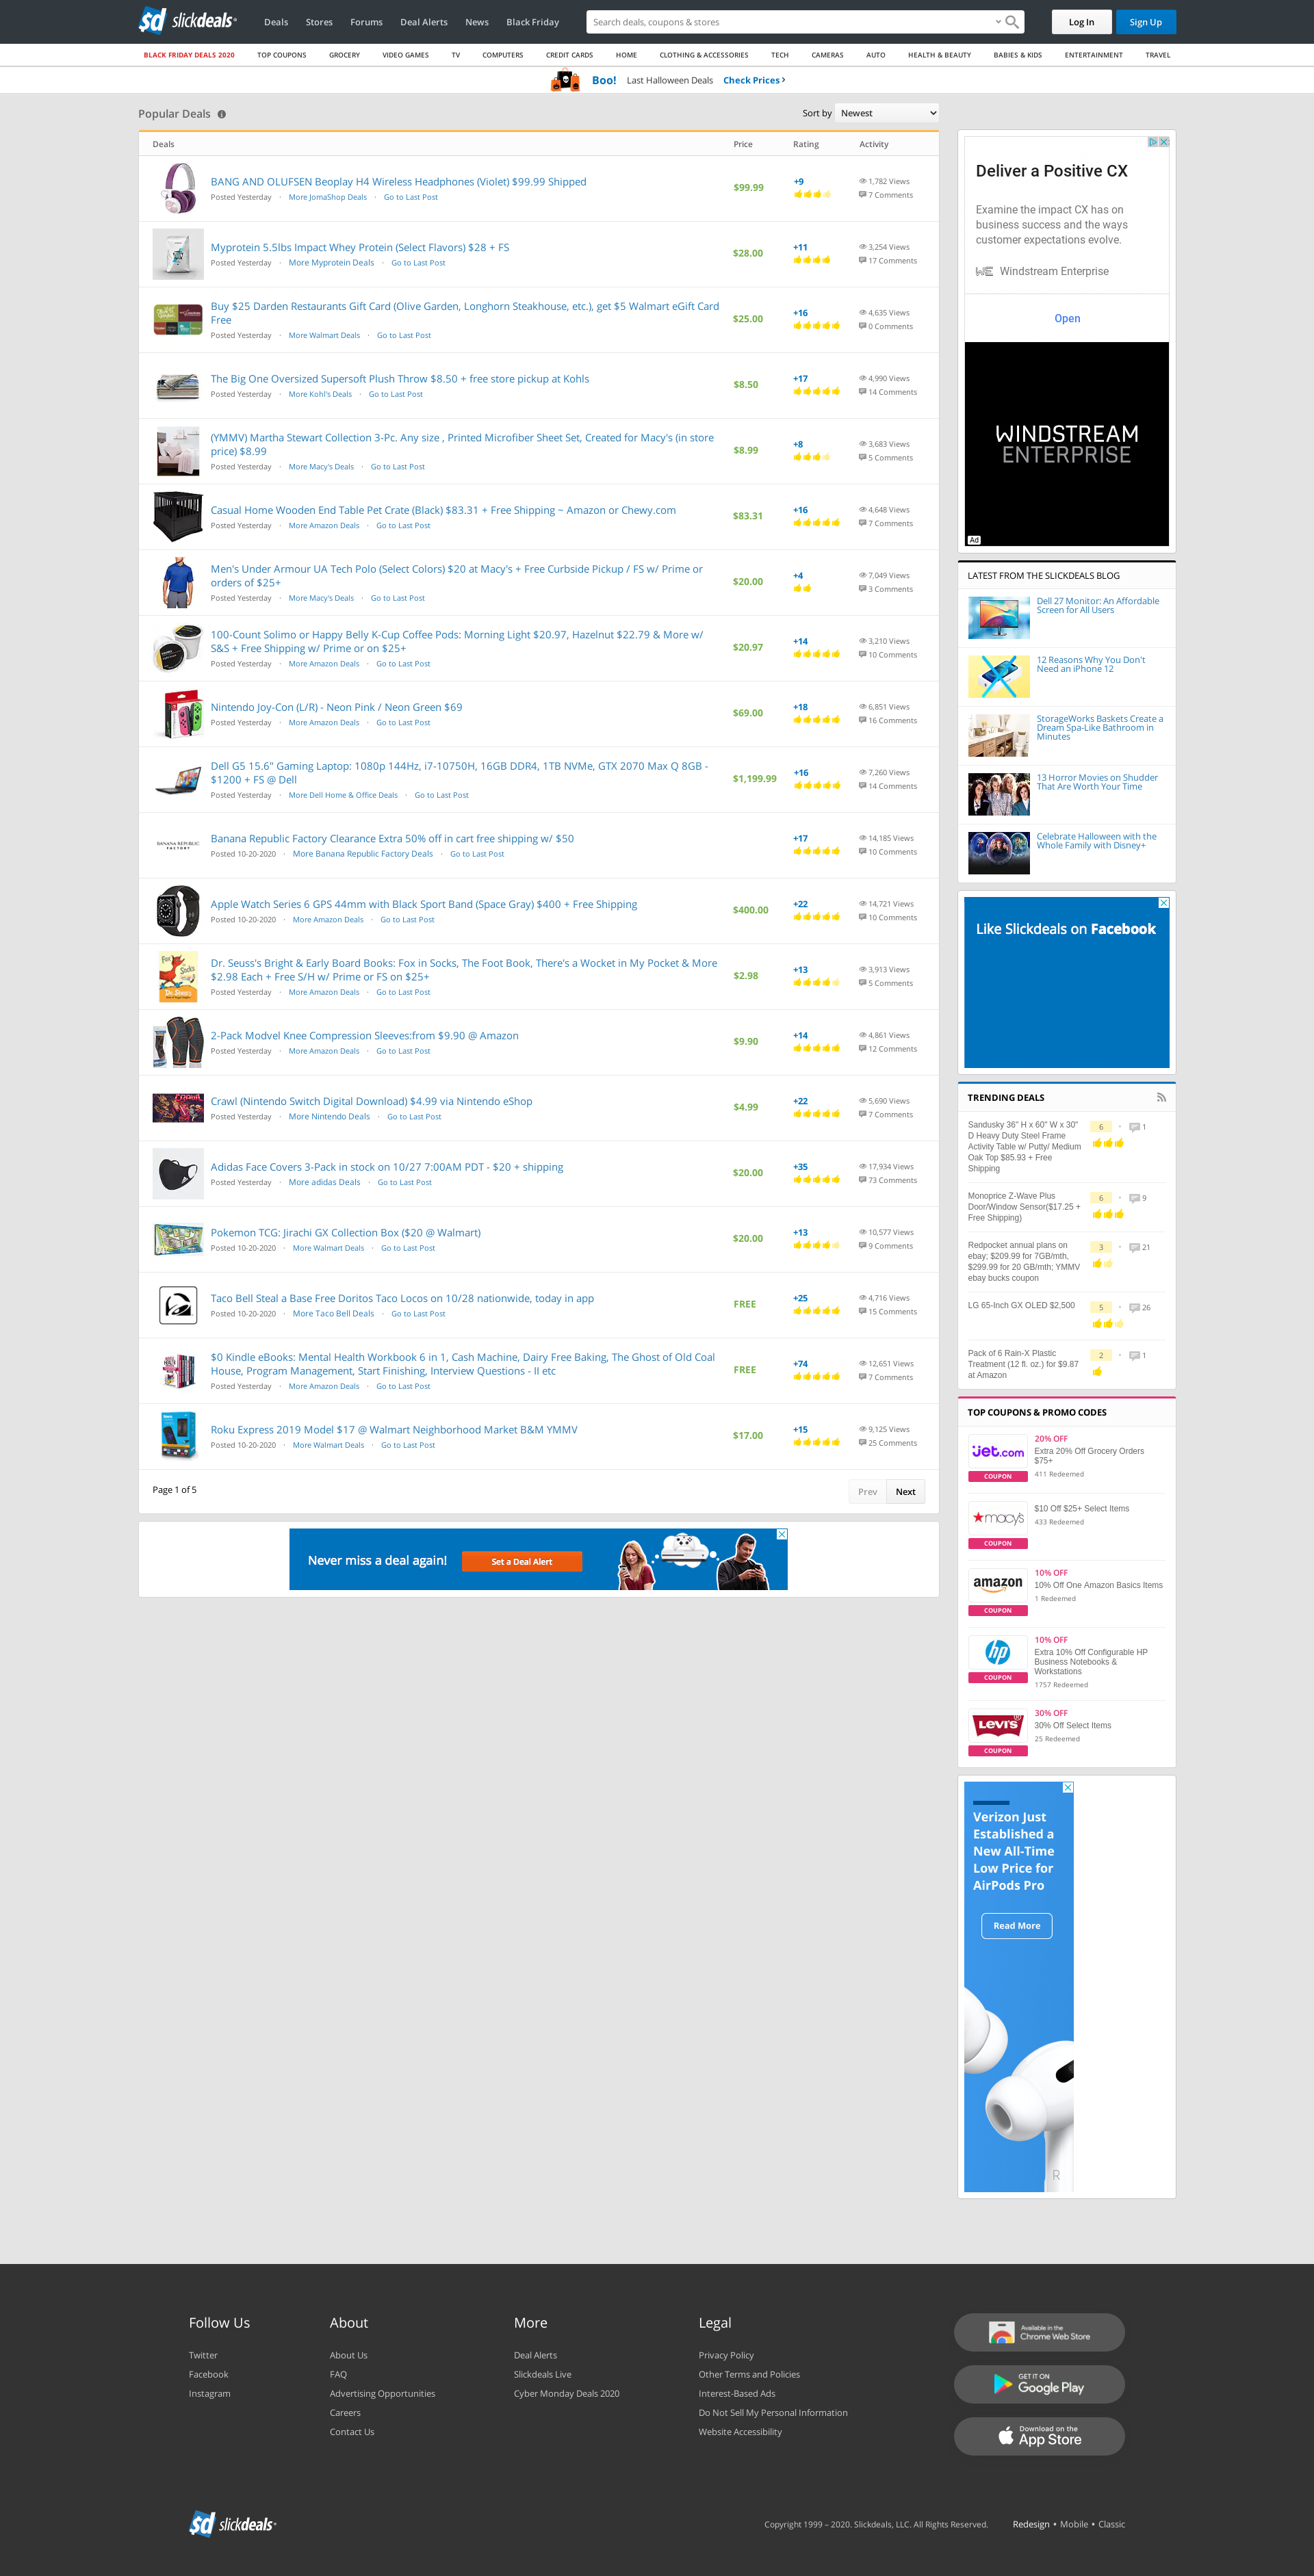 slickdeals
Deals Stores Forums Deal Alerts News Black Friday
Search deals, coupons & stores
Log In
Sign Up
BLACK FRIDAY DEALS 2020 TOP COUPONS GROCERY VIDEO GAMES TV COMPUTERS CREDIT CARDS HOME CLOTHING & ACCESSORIES TECH CAMERAS AUTO HEALTH & BEAUTY BABIES & KIDS ENTERTAINMENT TRAVEL
Boo! Last Halloween Deals Check Prices
Popular Deals
Sort by Newest
Deals Price Rating Activity
BANG AND OLUFSEN Beoplay H4 Wireless Headphones (Violet) $99.99 Shipped
Posted Yesterday · More JomaShop Deals · Go to Last Post
$99.99
+9
1,782 Views
7 Comments
Myprotein 5.5lbs Impact Whey Protein (Select Flavors) $28 + FS
Posted Yesterday · More Myprotein Deals · Go to Last Post
$28.00
+11
3,254 Views
17 Comments
Buy $25 Darden Restaurants Gift Card (Olive Garden, Longhorn Steakhouse, etc.), get $5 Walmart eGift Card
Free
Posted Yesterday · More Walmart Deals · Go to Last Post
$25.00
+16
4,635 Views
0 Comments
The Big One Oversized Supersoft Plush Throw $8.50 + free store pickup at Kohls
Posted Yesterday · More Kohl's Deals · Go to Last Post
$8.50
+17
4,990 Views
14 Comments
(YMMV) Martha Stewart Collection 3-Pc. Any size , Printed Microfiber Sheet Set, Created for Macy's (in store
price) $8.99
Posted Yesterday · More Macy's Deals · Go to Last Post
$8.99
+8
3,683 Views
5 Comments
Casual Home Wooden End Table Pet Crate (Black) $83.31 + Free Shipping ~ Amazon or Chewy.com
Posted Yesterday · More Amazon Deals · Go to Last Post
$83.31
+16
4,648 Views
7 Comments
Men's Under Armour UA Tech Polo (Select Colors) $20 at Macy's + Free Curbside Pickup / FS w/ Prime or
orders of $25+
Posted Yesterday · More Macy's Deals · Go to Last Post
$20.00
+4
7,049 Views
3 Comments
100-Count Solimo or Happy Belly K-Cup Coffee Pods: Morning Light $20.97, Hazelnut $22.79 & More w/
S&S + Free Shipping w/ Prime or on $25+
Posted Yesterday · More Amazon Deals · Go to Last Post
$20.97
+14
3,210 Views
10 Comments
Nintendo Joy-Con (L/R) - Neon Pink / Neon Green $69
Posted Yesterday · More Amazon Deals · Go to Last Post
$69.00
+18
6,851 Views
16 Comments
Dell G5 15.6" Gaming Laptop: 1080p 144Hz, i7-10750H, 16GB DDR4, 1TB NVMe, GTX 2070 Max Q 8GB -
$1200 + FS @ Dell
Posted Yesterday · More Dell Home & Office Deals · Go to Last Post
$1,199.99
+16
7,260 Views
14 Comments
BANANA REPUBLIC
FACTORY
Banana Republic Factory Clearance Extra 50% off in cart free shipping w/ $50
Posted 10-20-2020 · More Banana Republic Factory Deals · Go to Last Post
+17
14,185 Views
10 Comments
Apple Watch Series 6 GPS 44mm with Black Sport Band (Space Gray) $400 + Free Shipping
Posted 10-20-2020 · More Amazon Deals · Go to Last Post
$400.00
+22
14,721 Views
10 Comments
Dr. Seuss's Bright & Early Board Books: Fox in Socks, The Foot Book, There's a Wocket in My Pocket & More
$2.98 Each + Free S/H w/ Prime or FS on $25+
Posted Yesterday · More Amazon Deals · Go to Last Post
$2.98
+13
3,913 Views
5 Comments
2-Pack Modvel Knee Compression Sleeves:from $9.90 @ Amazon
Posted Yesterday · More Amazon Deals · Go to Last Post
$9.90
+14
4,861 Views
12 Comments
Crawl (Nintendo Switch Digital Download) $4.99 via Nintendo eShop
Posted Yesterday · More Nintendo Deals · Go to Last Post
$4.99
+22
5,690 Views
7 Comments
Adidas Face Covers 3-Pack in stock on 10/27 7:00AM PDT - $20 + shipping
Posted Yesterday · More adidas Deals · Go to Last Post
$20.00
+35
17,934 Views
73 Comments
Pokemon TCG: Jirachi GX Collection Box ($20 @ Walmart)
Posted 10-20-2020 · More Walmart Deals · Go to Last Post
$20.00
+13
10,577 Views
9 Comments
Taco Bell Steal a Base Free Doritos Taco Locos on 10/28 nationwide, today in app
Posted 10-20-2020 · More Taco Bell Deals · Go to Last Post
FREE
+25
4,716 Views
15 Comments
$0 Kindle eBooks: Mental Health Workbook 6 in 1, Cash Machine, Dairy Free Baking, The Ghost of Old Coal
House, Program Management, Start Finishing, Interview Questions - II etc
Posted Yesterday · More Amazon Deals · Go to Last Post
FREE
+74
12,651 Views
7 Comments
Roku Express 2019 Model $17 @ Walmart Neighborhood Market B&M YMMV
Posted 10-20-2020 · More Walmart Deals · Go to Last Post
$17.00
+15
9,125 Views
25 Comments
Page 1 of 5
Prev Next
Never miss a deal again!
Set a Deal Alert
Deliver a Positive CX
Examine the impact CX has on
business success and the ways
customer expectations evolve.
Windstream Enterprise
Open
WINDSTREAM
ENTERPRISE
Ad
LATEST FROM THE SLICKDEALS BLOG
Dell 27 Monitor: An Affordable
Screen for All Users
12 Reasons Why You Don't
Need an iPhone 12
StorageWorks Baskets Create a
Dream Spa-Like Bathroom in
Minutes
13 Horror Movies on Shudder
That Are Worth Your Time
Celebrate Halloween with the
Whole Family with Disney+
Like Slickdeals on Facebook
TRENDING DEALS
Sandusky 36" H x 60" W x 30"
D Heavy Duty Steel Frame
Activity Table w/ Putty/ Medium
Oak Top $85.93 + Free
Shipping
6 · 1
Monoprice Z-Wave Plus
Door/Window Sensor($17.25 +
Free Shipping)
6 · 9
Redpocket annual plans on
ebay; $209.99 for 7GB/mth,
$299.99 for 20 GB/mth; YMMV
ebay bucks coupon
3 · 21
LG 65-Inch GX OLED $2,500
5 · 26
Pack of 6 Rain-X Plastic
Treatment (12 fl. oz.) for $9.87
at Amazon
2 · 1
TOP COUPONS & PROMO CODES
jet.com
COUPON
20% OFF
Extra 20% Off Grocery Orders
$75+
411 Redeemed
macy's
COUPON
$10 Off $25+ Select Items
433 Redeemed
amazon
COUPON
10% OFF
10% Off One Amazon Basics Items
1 Redeemed
hp
COUPON
10% OFF
Extra 10% Off Configurable HP
Business Notebooks &
Workstations
1757 Redeemed
LEVI'S
COUPON
30% OFF
30% Off Select Items
25 Redeemed
Verizon Just
Established a
New All-Time
Low Price for
AirPods Pro
Read More
R
Follow Us
Twitter
Facebook
Instagram
About
About Us
FAQ
Advertising Opportunities
Careers
Contact Us
More
Deal Alerts
Slickdeals Live
Cyber Monday Deals 2020
Legal
Privacy Policy
Other Terms and Policies
Interest-Based Ads
Do Not Sell My Personal Information
Website Accessibility
Available in the
Chrome Web Store
GET IT ON
Google Play
Download on the
App Store
slickdeals
Copyright 1999 – 2020. Slickdeals, LLC. All Rights Reserved.
Redesign • Mobile • Classic